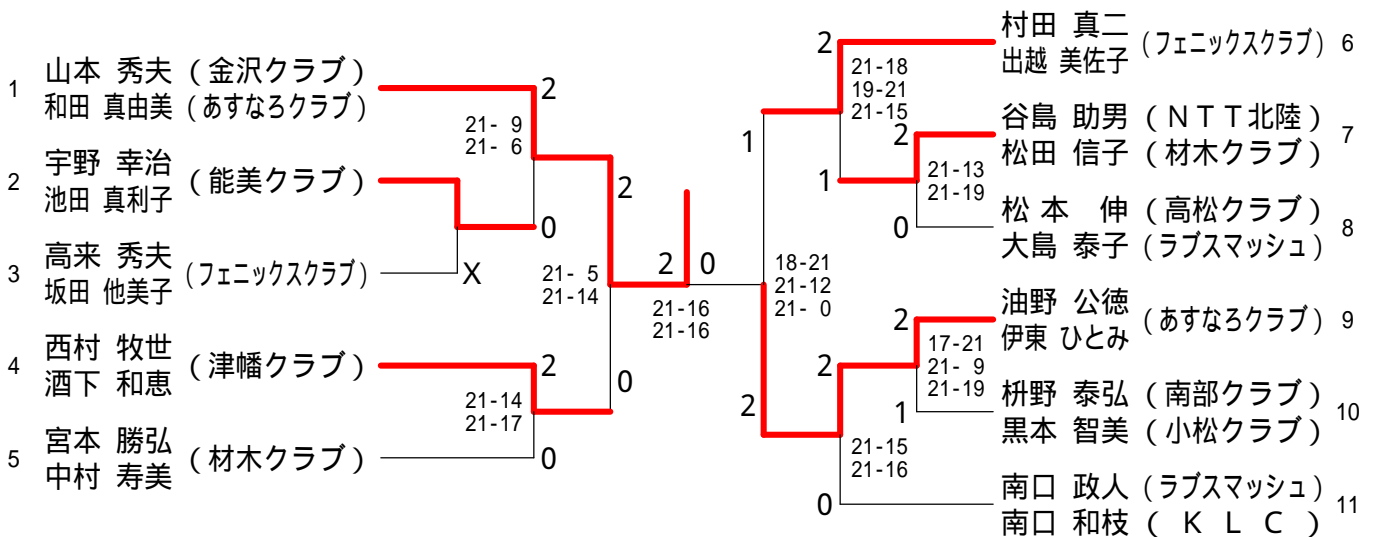 1 山本 秀夫 (金沢クラブ)
和田 真由美 (あすなろクラブ)
2 宇野 幸治
池田 真利子 (能美クラブ)
3 高来 秀夫
坂田 他美子 (フェニックスクラブ)
4 西村 牧世
酒下 和恵 (津幡クラブ)
5 宮本 勝弘
中村 寿美 (材木クラブ)
2
21- 9
21- 6
0
X
2
21- 5
21-14
0
2
21-14
21-17
0
2 0
21-16
21-16
1
18-21
21-12
21- 0
2
2
21-18
19-21
21-15
1
2
21-13
21-19
0
2
17-21
21- 9
21-19
1
2
21-15
21-16
0
村田 真二
出越 美佐子 (フェニックスクラブ) 6
谷島 助男 (NTT北陸) 7
松田 信子 (材木クラブ)
松本 伸 (高松クラブ) 8
大島 泰子 (ラブスマッシュ)
油野 公徳
伊東 ひとみ (あすなろクラブ) 9
枡野 泰弘 (南部クラブ) 10
黒本 智美 (小松クラブ)
南口 政人 (ラブスマッシュ) 11
南口 和枝 (KLC)